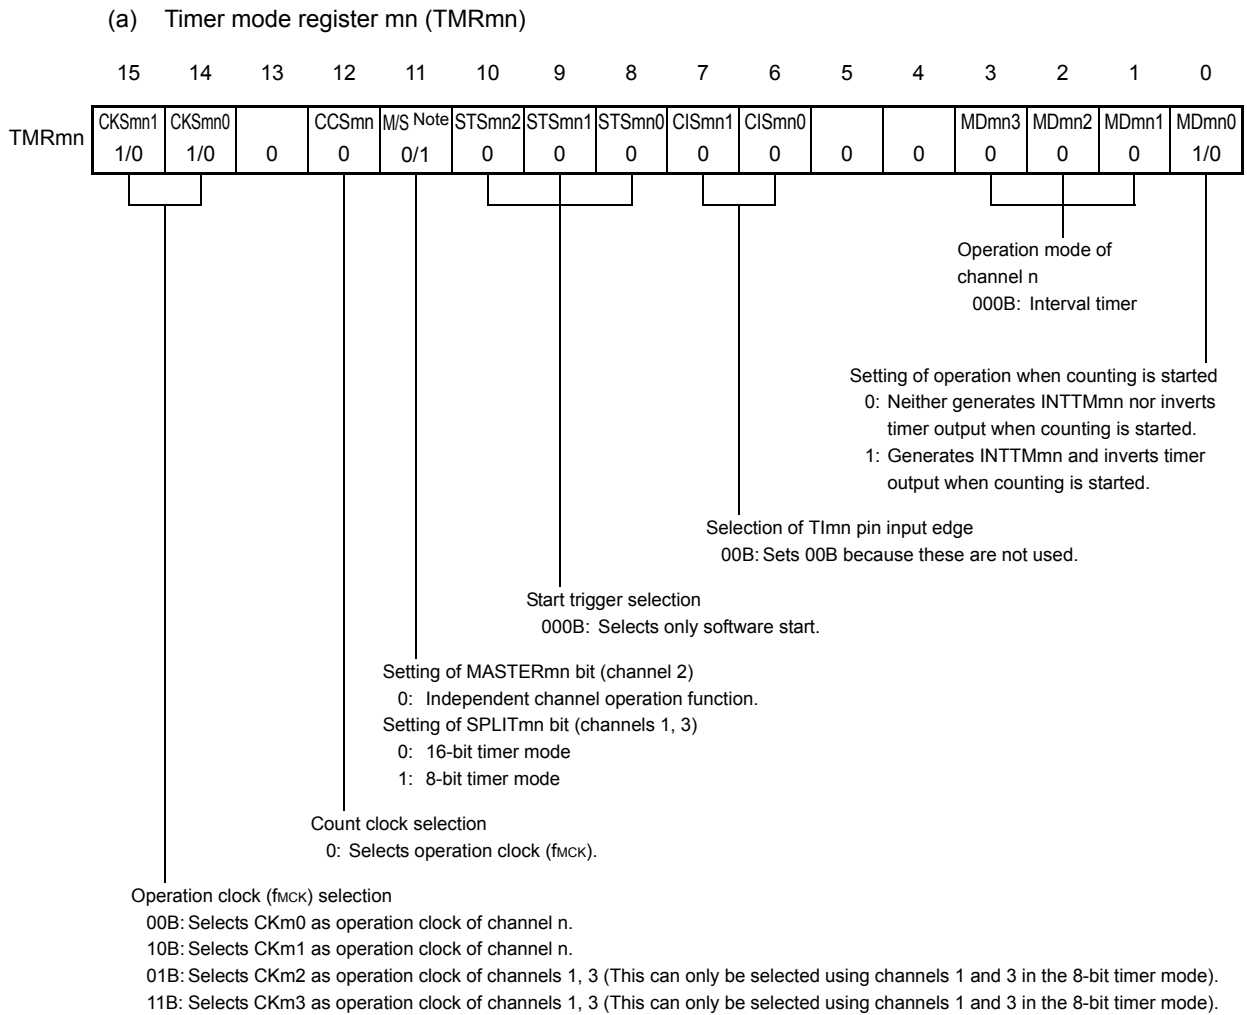 (a) Timer mode register mn (TMRmn)
15 14 13 12 11 10 9 8 7 6 5 4 3 2 1 0
TMRmn
CKSmn1 CKSmn0 CCSmn M/S Note STSmn2 STSmn1 STSmn0 CISmn1 CISmn0 MDmn3 MDmn2 MDmn1 MDmn0
1/0 1/0 0 0 0/1 0 0 0 0 0 0 0 0 0 0 1/0
Operation mode of
channel n
000B: Interval timer
Setting of operation when counting is started
0: Neither generates INTTMmn nor inverts
timer output when counting is started.
1: Generates INTTMmn and inverts timer
output when counting is started.
Selection of TImn pin input edge
00B: Sets 00B because these are not used.
Start trigger selection
000B: Selects only software start.
Setting of MASTERmn bit (channel 2)
0: Independent channel operation function.
Setting of SPLITmn bit (channels 1, 3)
0: 16-bit timer mode
1: 8-bit timer mode
Count clock selection
0: Selects operation clock (fMCK).
Operation clock (fMCK) selection
00B: Selects CKm0 as operation clock of channel n.
10B: Selects CKm1 as operation clock of channel n.
01B: Selects CKm2 as operation clock of channels 1, 3 (This can only be selected using channels 1 and 3 in the 8-bit timer mode).
11B: Selects CKm3 as operation clock of channels 1, 3 (This can only be selected using channels 1 and 3 in the 8-bit timer mode).